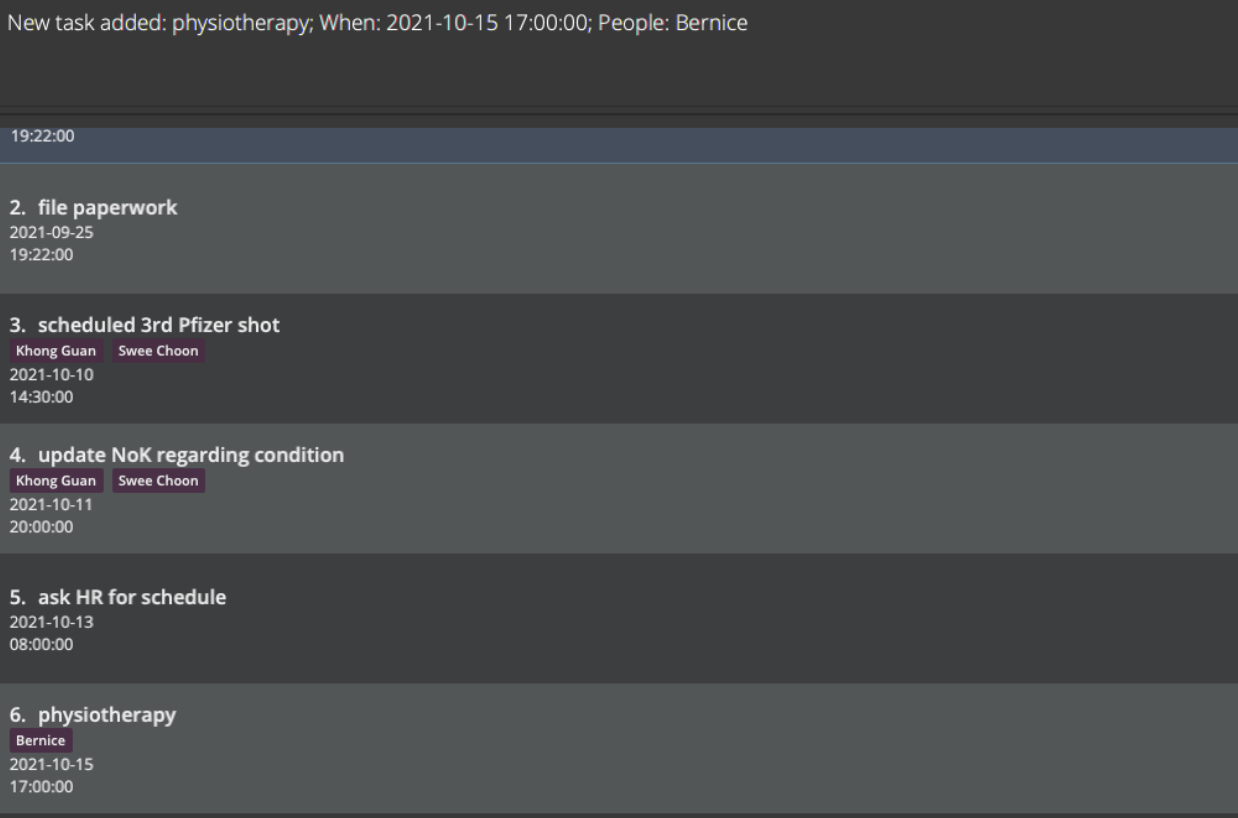 New task added: physiotherapy; When: 2021-10-15 17:00:00; People: Bernice
19:22:00
2. file paperwork
2021-09-25
19:22:00
3. scheduled 3rd Pfizer shot
Khong Guan Swee Choon
2021-10-10
14:30:00
4. update NoK regarding condition
Khong Guan Swee Choon
2021-10-11
20:00:00
5. ask HR for schedule
2021-10-13
08:00:00
6. physiotherapy
Bernice
2021-10-15
17:00:00